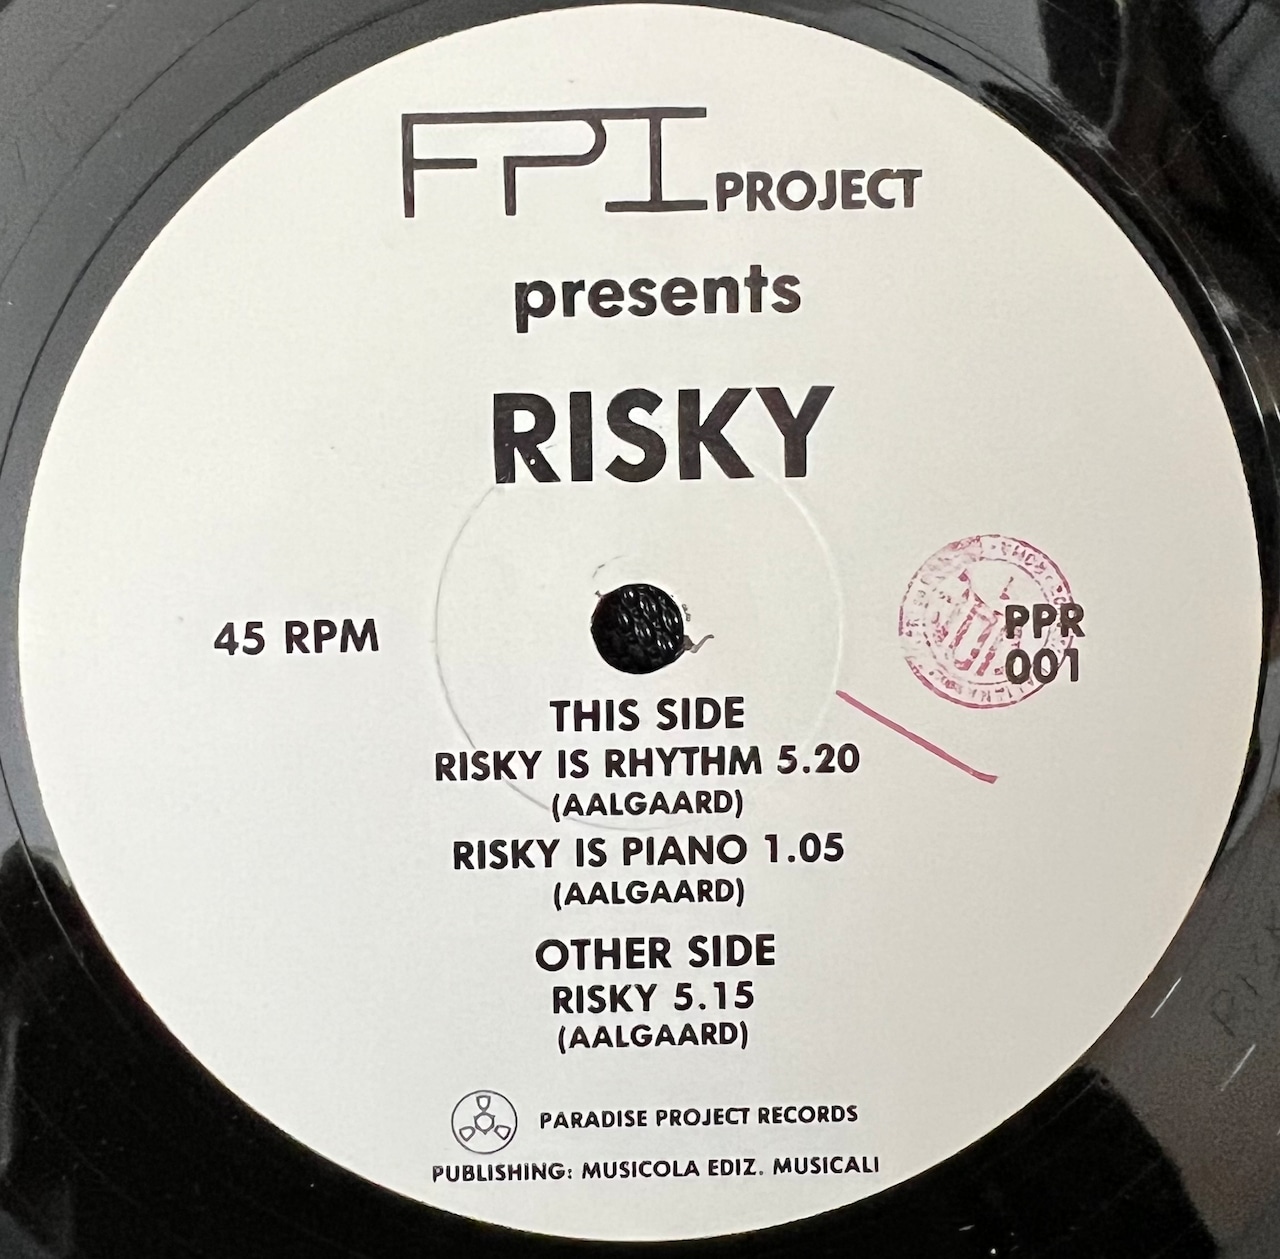 FPI PROJECT
presents
RISKY
45 RPM
PPR
001
THIS SIDE
RISKY IS RHYTHM 5.20
(AALGAARD)
RISKY IS PIANO 1.05
(AALGAARD)
OTHER SIDE
RISKY 5.15
(AALGAARD)
PARADISE PROJECT RECORDS
PUBLISHING: MUSICOLA EDIZ. MUSICALI